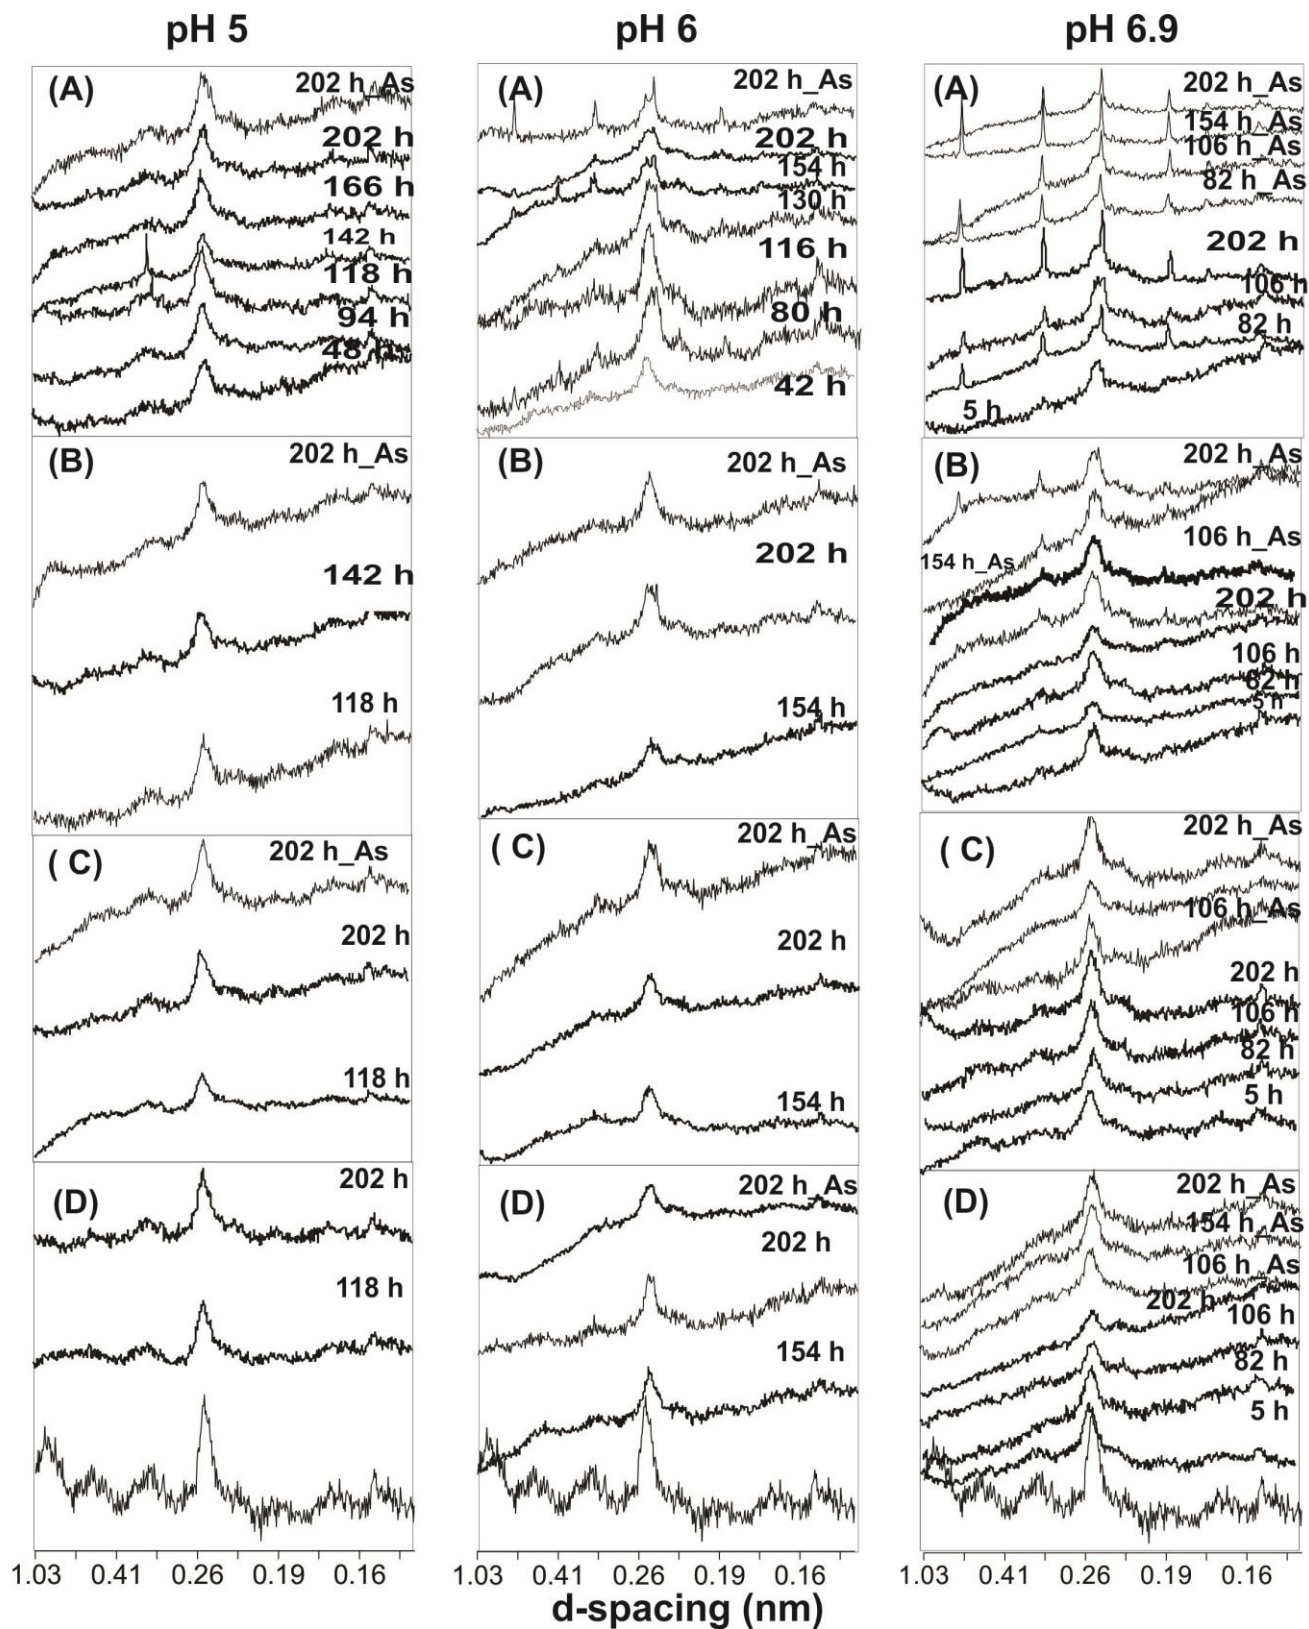 pH 5
pH 6
pH 6.9
(A)
202 h_As
202 h
166 h
142 h
118 h
94 h
48 h
(A)
202 h_As
202 h
154 h
130 h
116 h
80 h
42 h
(A)
202 h_As
154 h_As
106 h_As
82 h_As
202 h
106 h
82 h
5 h
(B)
202 h_As
142 h
118 h
(B)
202 h_As
202 h
154 h
(B)
202 h_As
106 h_As
154 h_As
202 h
106 h
82 h
5 h
( C)
202 h_As
202 h
118 h
( C)
202 h_As
202 h
154 h
( C)
202 h_As
106 h_As
202 h
106 h
82 h
5 h
(D)
202 h
118 h
(D)
202 h_As
202 h
154 h
(D)
202 h_As
154 h_As
106 h_As
202 h
106 h
82 h
5 h
1.03 0.41 0.26 0.19 0.16
1.03 0.41 0.26 0.19 0.16
1.03 0.41 0.26 0.19 0.16
d-spacing (nm)